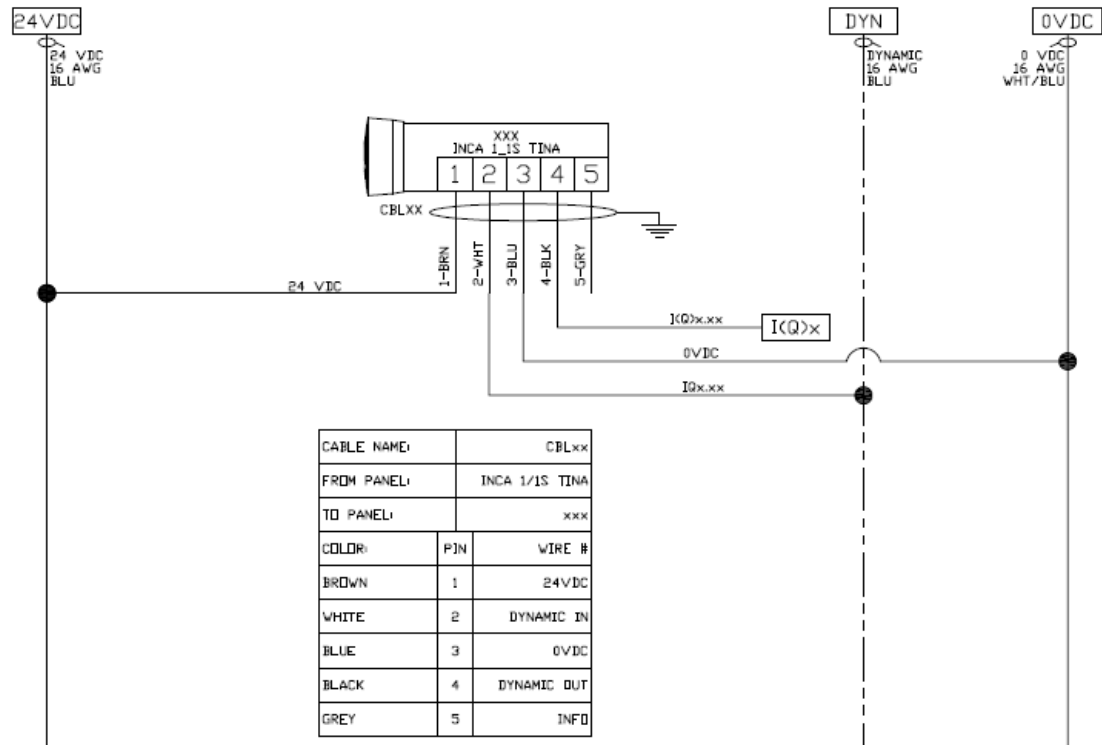 24VDC
DYN
0VDC
24 VDC
16 AWG
BLU
DYNAMIC
16 AWG
BLU
0 VDC
16 AWG
WHT/BLU
XXX
INCA 1_1S TINA
1 2 3 4 5
CBLXX
1-BRN
2-WHT
3-BLU
4-BLK
5-GRY
24 VDC
I(Q)x.xx
I(Q)x
0VDC
IQx.xx
CABLE NAME: CBLxx
FROM PANEL: INCA 1/1S TINA
TO PANEL: xxx
COLOR: PIN WIRE #
BROWN 1 24VDC
WHITE 2 DYNAMIC IN
BLUE 3 0VDC
BLACK 4 DYNAMIC OUT
GREY 5 INFO